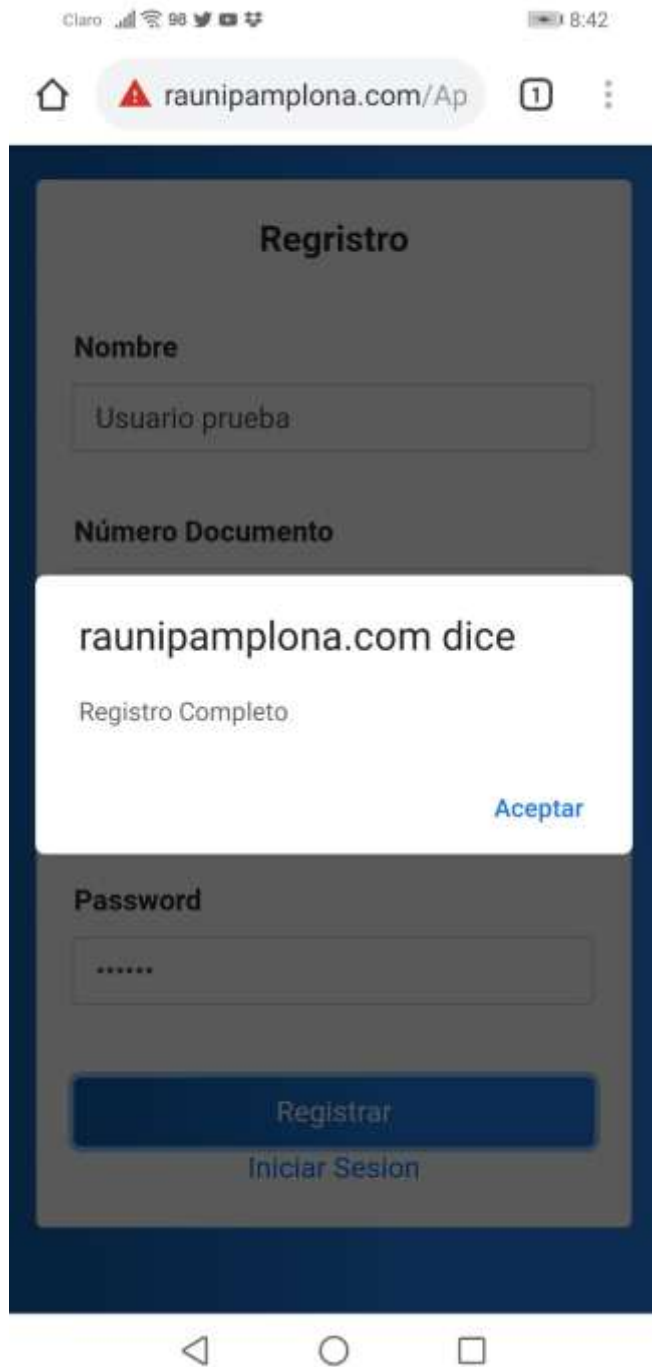 Claro 98 8:42
raunipamplona.com/Ap 1
Regristro
Nombre
Usuario prueba
Número Documento
raunipamplona.com dice
Registro Completo
Aceptar
Password
······
Registrar
Iniciar Sesion